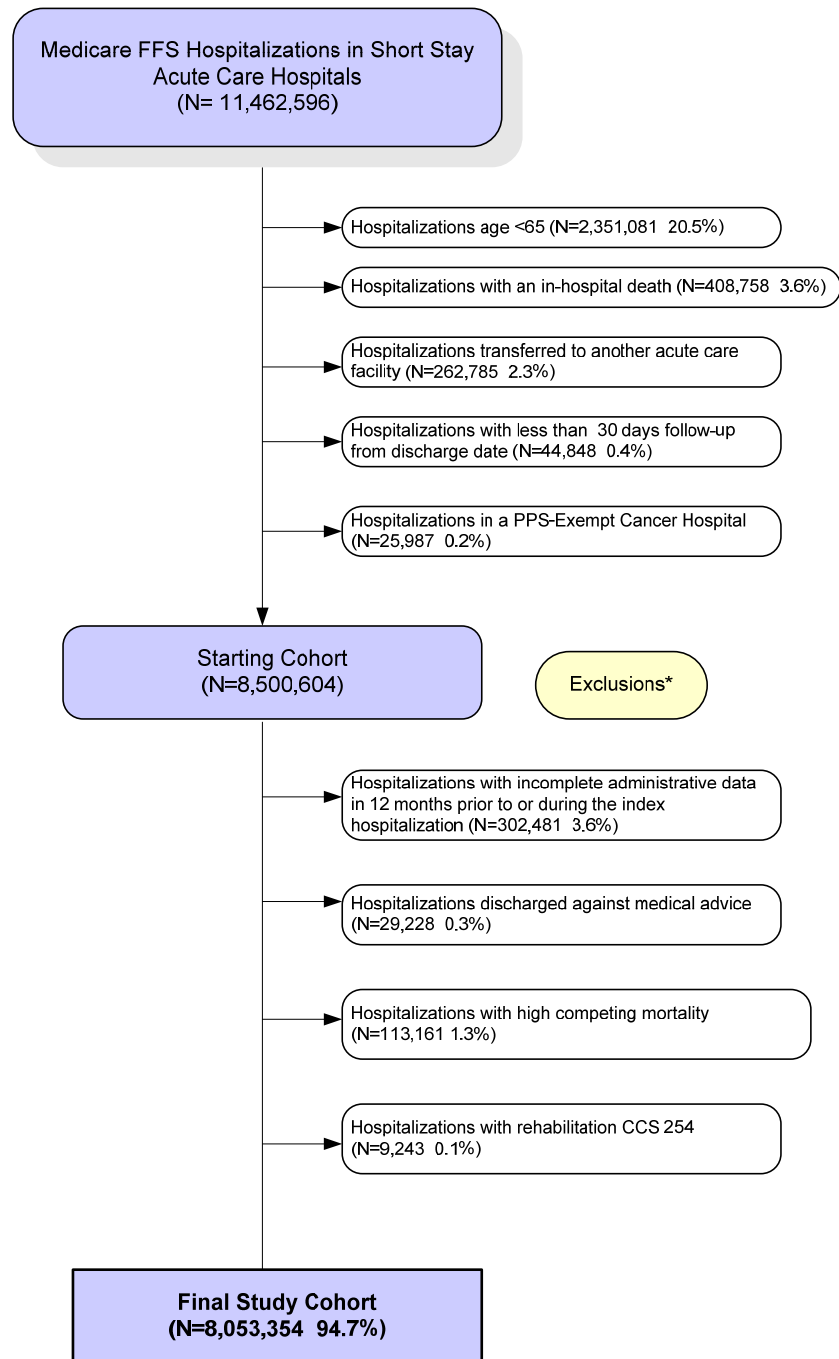 Medicare FFS Hospitalizations in Short Stay
Acute Care Hospitals
(N= 11,462,596)
Hospitalizations age <65 (N=2,351,081 20.5%)
Hospitalizations with an in-hospital death (N=408,758 3.6%)
Hospitalizations transferred to another acute care
facility (N=262,785 2.3%)
Hospitalizations with less than 30 days follow-up
from discharge date (N=44,848 0.4%)
Hospitalizations in a PPS-Exempt Cancer Hospital
(N=25,987 0.2%)
Starting Cohort
(N=8,500,604)
Exclusions*
Hospitalizations with incomplete administrative data
in 12 months prior to or during the index
hospitalization (N=302,481 3.6%)
Hospitalizations discharged against medical advice
(N=29,228 0.3%)
Hospitalizations with high competing mortality
(N=113,161 1.3%)
Hospitalizations with rehabilitation CCS 254
(N=9,243 0.1%)
Final Study Cohort
(N=8,053,354 94.7%)